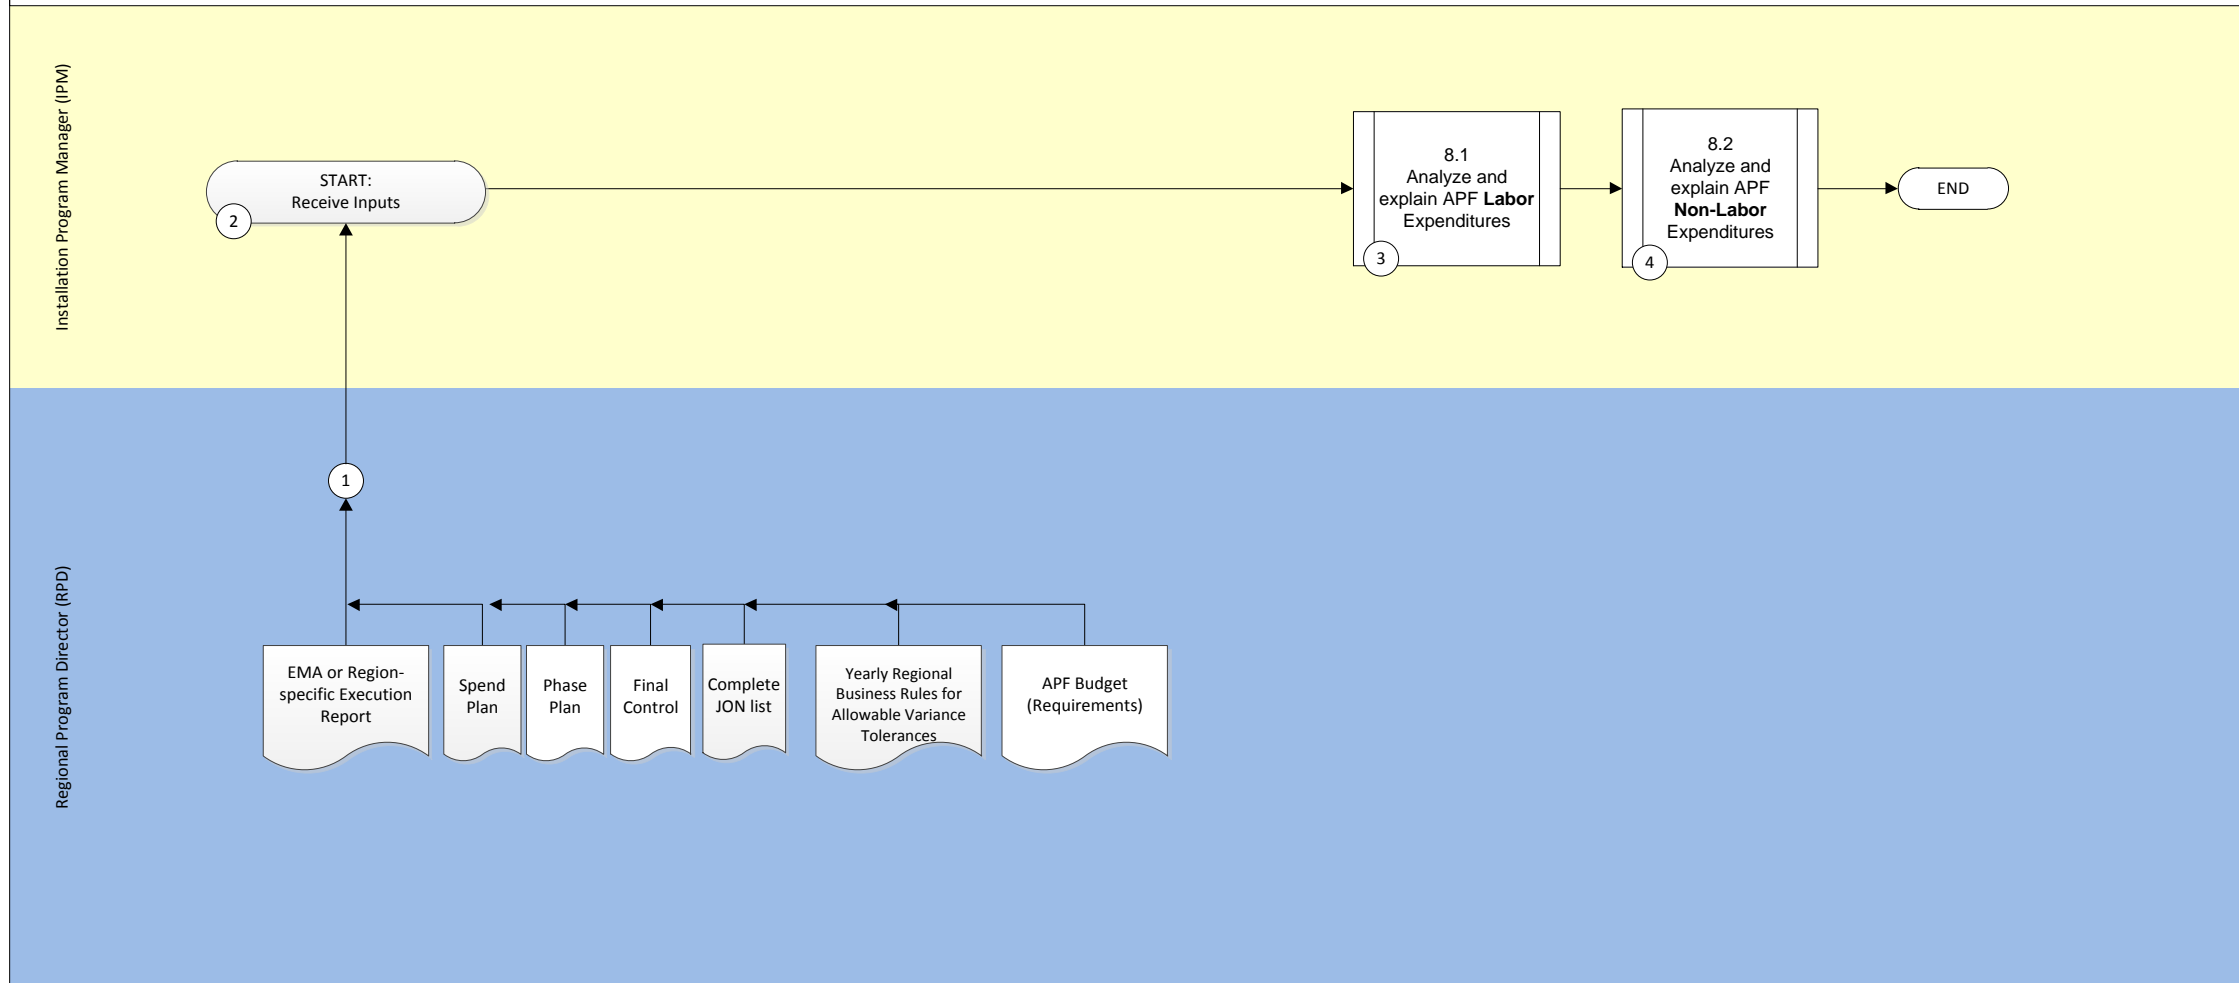 Installation Program Manager (IPM)
START:
Receive Inputs
2
8.1
Analyze and
explain APF Labor
Expenditures
3
8.2
Analyze and
explain APF
Non-Labor
Expenditures
4
END
Regional Program Director (RPD)
1
EMA or Region-
specific Execution
Report
Spend
Plan
Phase
Plan
Final
Control
Complete
JON list
Yearly Regional
Business Rules for
Allowable Variance
Tolerances
APF Budget
(Requirements)